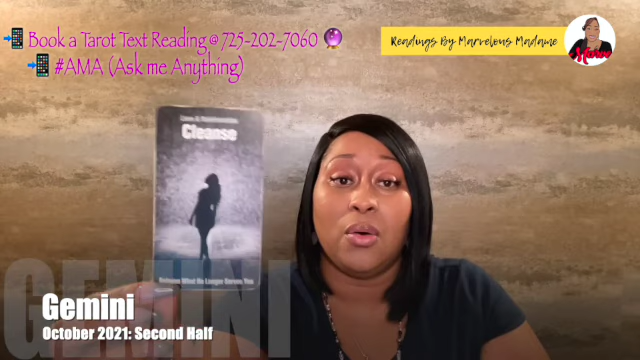 Book a Tarot Text Reading @ 725-202-7060
#AMA (Ask me Anything)
Readings By Marvelous Madame
Cleanse
Release What No Longer Serves You
GEMINI
Gemini
October 2021: Second Half